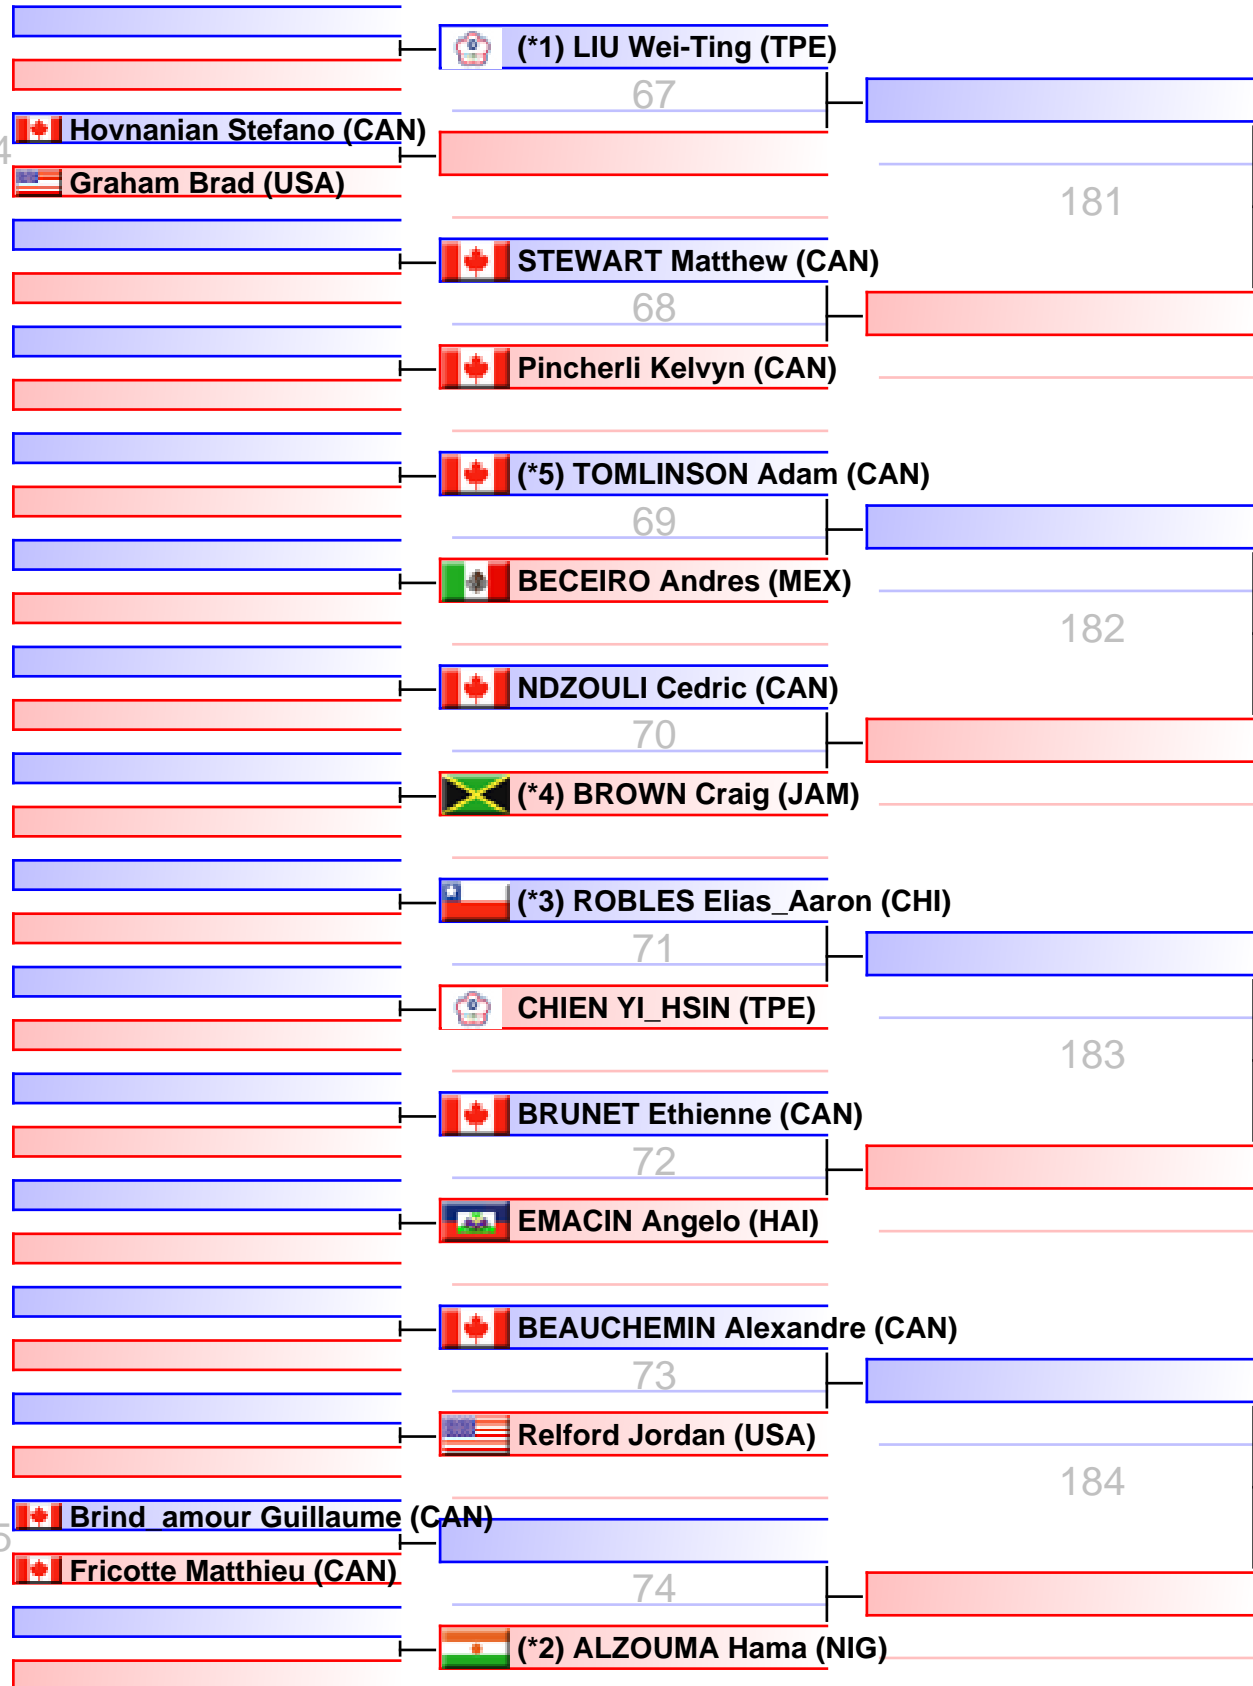 (*1) LIU Wei-Ting (TPE)
67
Hovnanian Stefano (CAN)
4
Graham Brad (USA)
181
STEWART Matthew (CAN)
68
Pincherli Kelvyn (CAN)
(*5) TOMLINSON Adam (CAN)
69
BECEIRO Andres (MEX)
182
NDZOULI Cedric (CAN)
70
(*4) BROWN Craig (JAM)
(*3) ROBLES Elias_Aaron (CHI)
71
CHIEN YI_HSIN (TPE)
183
BRUNET Ethienne (CAN)
72
EMACIN Angelo (HAI)
BEAUCHEMIN Alexandre (CAN)
73
Relford Jordan (USA)
184
Brind_amour Guillaume (CAN)
5
Fricotte Matthieu (CAN)
74
(*2) ALZOUMA Hama (NIG)